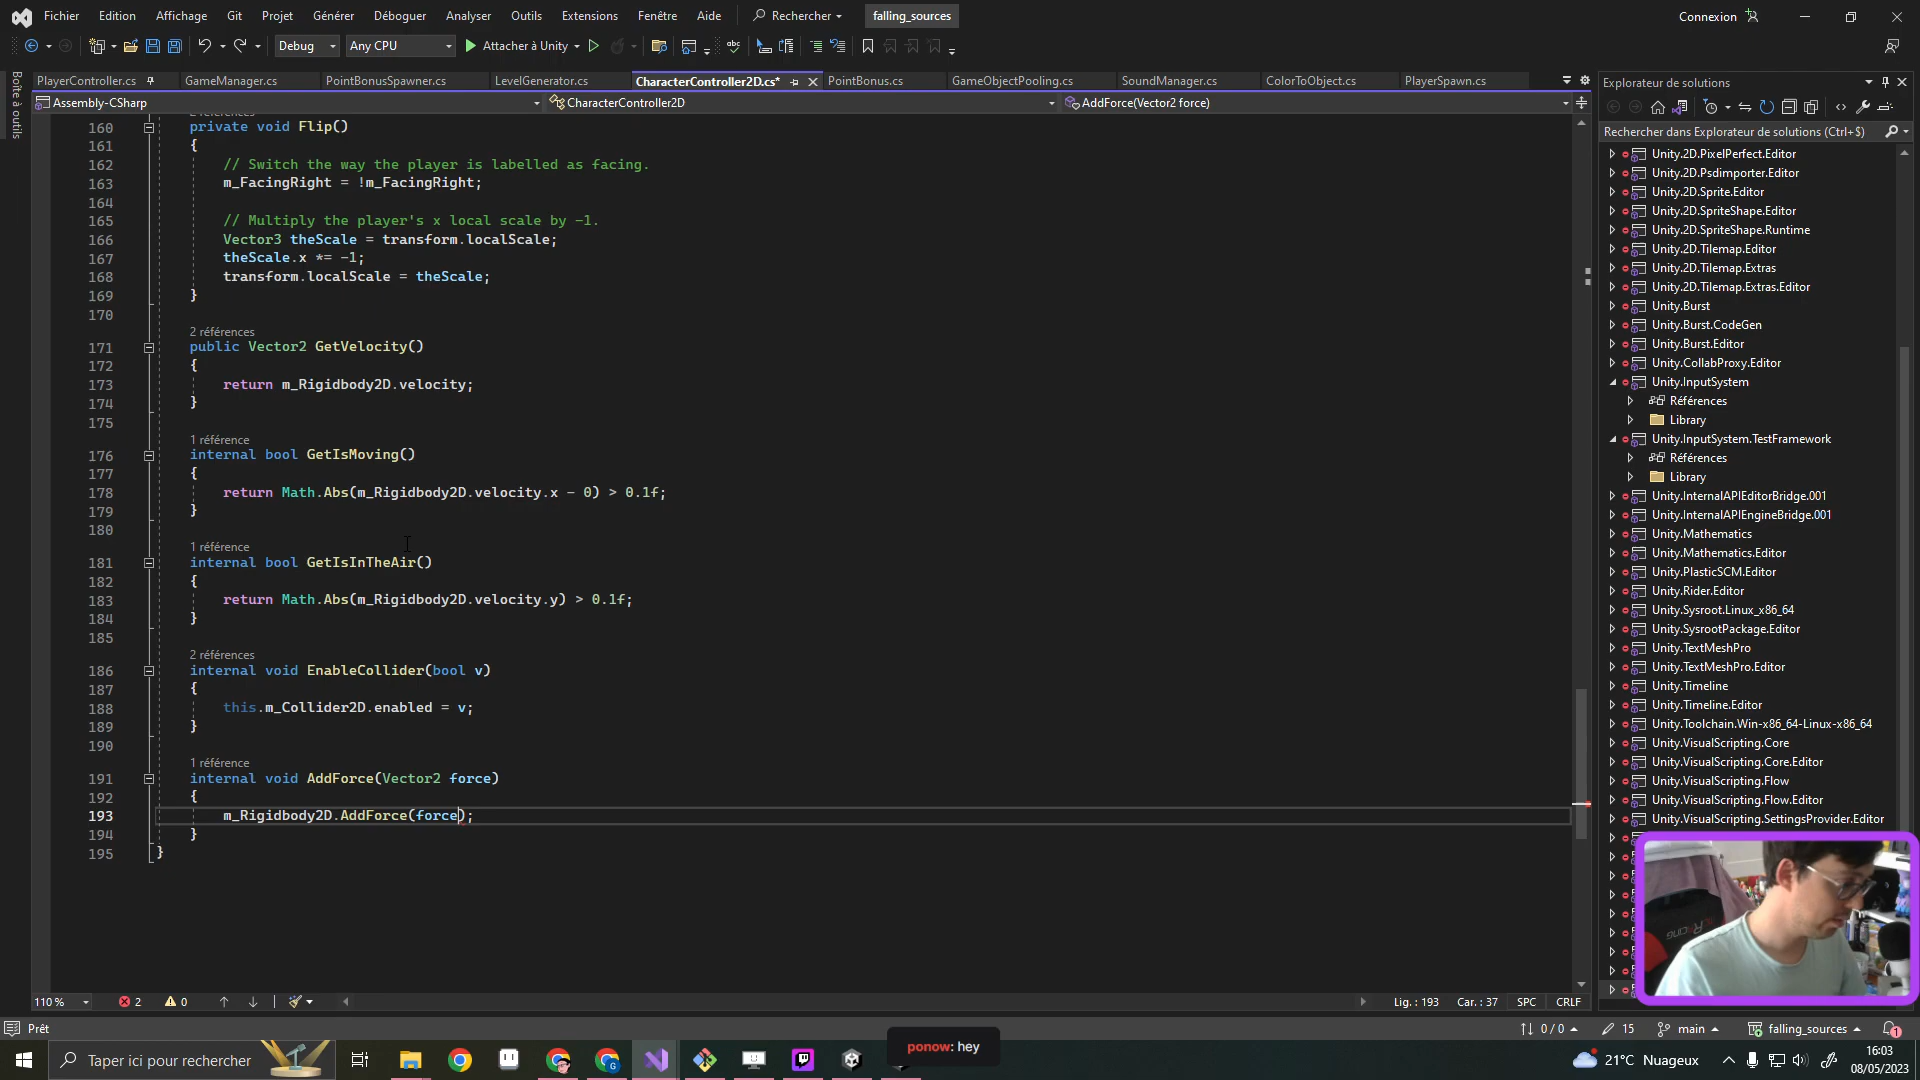 Fichier Edition Affichage Git Projet Générer Déboguer Analyser Outils Extensions Fenêtre Aide Rechercher falling_sources Connexion
Debug Any CPU Attacher à Unity
Boîte à outils
PlayerController.cs GameManager.cs PointBonusSpawner.cs LevelGenerator.cs CharacterController2D.cs* PointBonus.cs GameObjectPooling.cs SoundManager.cs ColorToObject.cs PlayerSpawn.cs
Assembly-CSharp CharacterController2D AddForce(Vector2 force)
160 private void Flip()
161 {
162 // Switch the way the player is labelled as facing.
163 m_FacingRight = !m_FacingRight;
164
165 // Multiply the player's x local scale by -1.
166 Vector3 theScale = transform.localScale;
167 theScale.x *= -1;
168 transform.localScale = theScale;
169 }
170
2 références
171 public Vector2 GetVelocity()
172 {
173 return m_Rigidbody2D.velocity;
174 }
175
1 référence
176 internal bool GetIsMoving()
177 {
178 return Math.Abs(m_Rigidbody2D.velocity.x - 0) > 0.1f;
179 }
180
1 référence
181 internal bool GetIsInTheAir()
182 {
183 return Math.Abs(m_Rigidbody2D.velocity.y) > 0.1f;
184 }
185
2 références
186 internal void EnableCollider(bool v)
187 {
188 this.m_Collider2D.enabled = v;
189 }
190
1 référence
191 internal void AddForce(Vector2 force)
192 {
193 m_Rigidbody2D.AddForce(force);
194 }
195 }
110 % 2 0 Lig. : 193 Car. : 37 SPC CRLF
Explorateur de solutions
Rechercher dans Explorateur de solutions (Ctrl+$)
Unity.2D.PixelPerfect.Editor
Unity.2D.Psdimporter.Editor
Unity.2D.Sprite.Editor
Unity.2D.SpriteShape.Editor
Unity.2D.SpriteShape.Runtime
Unity.2D.Tilemap.Editor
Unity.2D.Tilemap.Extras
Unity.2D.Tilemap.Extras.Editor
Unity.Burst
Unity.Burst.CodeGen
Unity.Burst.Editor
Unity.CollabProxy.Editor
Unity.InputSystem
Références
Library
Unity.InputSystem.TestFramework
Références
Library
Unity.InternalAPIEditorBridge.001
Unity.InternalAPIEngineBridge.001
Unity.Mathematics
Unity.Mathematics.Editor
Unity.PlasticSCM.Editor
Unity.Rider.Editor
Unity.Sysroot.Linux_x86_64
Unity.SysrootPackage.Editor
Unity.TextMeshPro
Unity.TextMeshPro.Editor
Unity.Timeline
Unity.Timeline.Editor
Unity.Toolchain.Win-x86_64-Linux-x86_64
Unity.VisualScripting.Core
Unity.VisualScripting.Core.Editor
Unity.VisualScripting.Flow
Unity.VisualScripting.Flow.Editor
Unity.VisualScripting.SettingsProvider.Editor
Prêt 0 / 0 15 main falling_sources 1
Taper ici pour rechercher
ponow: hey
21°C Nuageux
16:03
08/05/2023